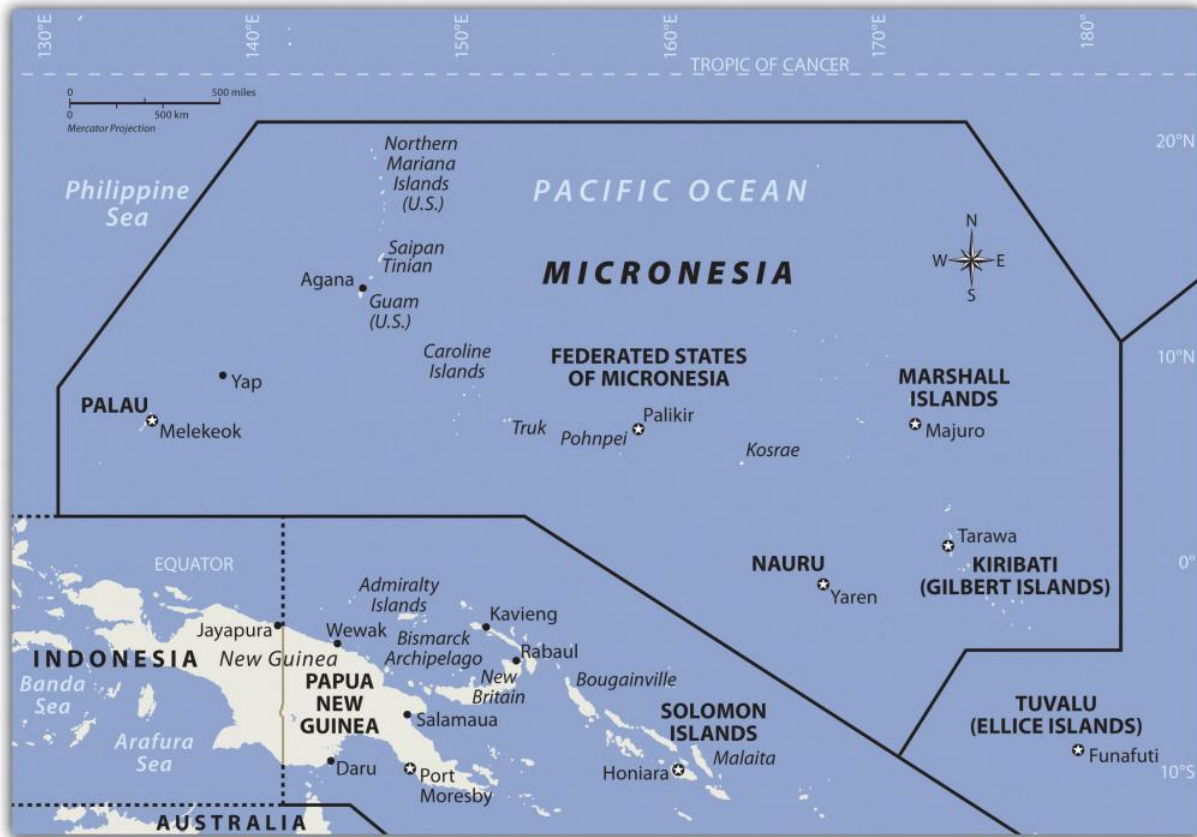 130°E
140°E
150°E
160°E
170°E
180°
TROPIC OF CANCER
0
500 miles
0
500 km
Mercator Projection
20°N
Philippine
Sea
Northern
Mariana
Islands
(U.S.)
PACIFIC OCEAN
N
W
E
S
Saipan
Tinian
MICRONESIA
Agana
Guam
(U.S.)
Caroline
Islands
FEDERATED STATES
OF MICRONESIA
10°N
MARSHALL
ISLANDS
Yap
PALAU
Melekeok
Truk
Pohnpei
Palikir
Majuro
Kosrae
Tarawa
KIRIBATI
(GILBERT ISLANDS)
0°
NAURU
Yaren
EQUATOR
Admiralty
Islands
Kavieng
Jayapura
Wewak
Bismarck
Archipelago
Rabaul
INDONESIA
New Guinea
Banda
Sea
PAPUA
NEW
GUINEA
New
Britain
Bougainville
Salamaua
SOLOMON
ISLANDS
Malaita
TUVALU
(ELLICE ISLANDS)
Funafuti
Arafura
Sea
Daru
Port
Moresby
Honiara
10°S
AUSTRALIA